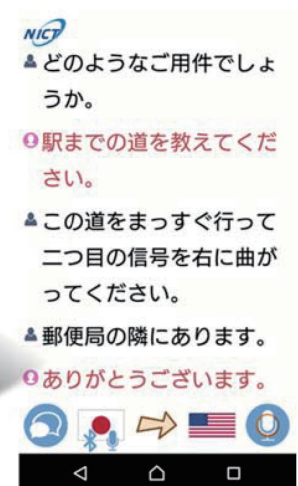 NICT
どのようなご用件でしょ
うか。
駅までの道を教えてくだ
さい。
この道をまっすぐ行って
二つ目の信号を右に曲が
ってください。
郵便局の隣にあります。
ありがとうございます。